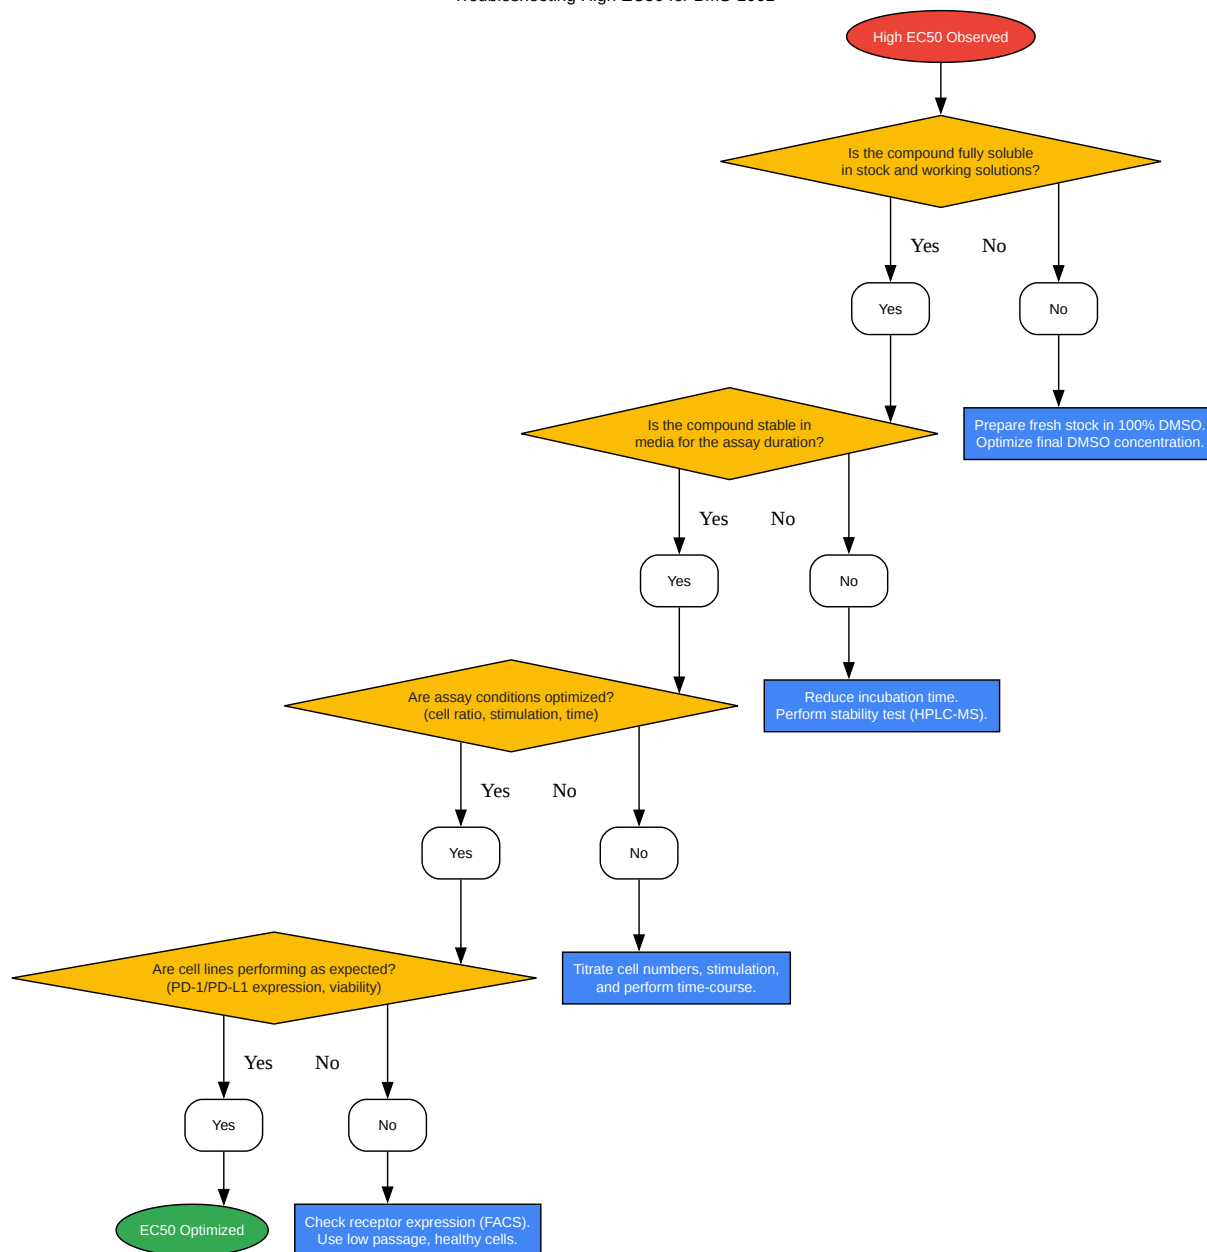 High EC50 Observed
Is the compound fully soluble
in stock and working solutions?
Yes No
Yes
No
Is the compound stable in
media for the assay duration?
Prepare fresh stock in 100% DMSO.
Optimize final DMSO concentration.
Yes No
Yes
No
Are assay conditions optimized?
(cell ratio, stimulation, time)
Reduce incubation time.
Perform stability test (HPLC-MS).
Yes No
Yes
No
Are cell lines performing as expected?
(PD-1/PD-L1 expression, viability)
Titrate cell numbers, stimulation,
and perform time-course.
Yes No
Yes
No
EC50 Optimized
Check receptor expression (FACS).
Use low passage, healthy cells.